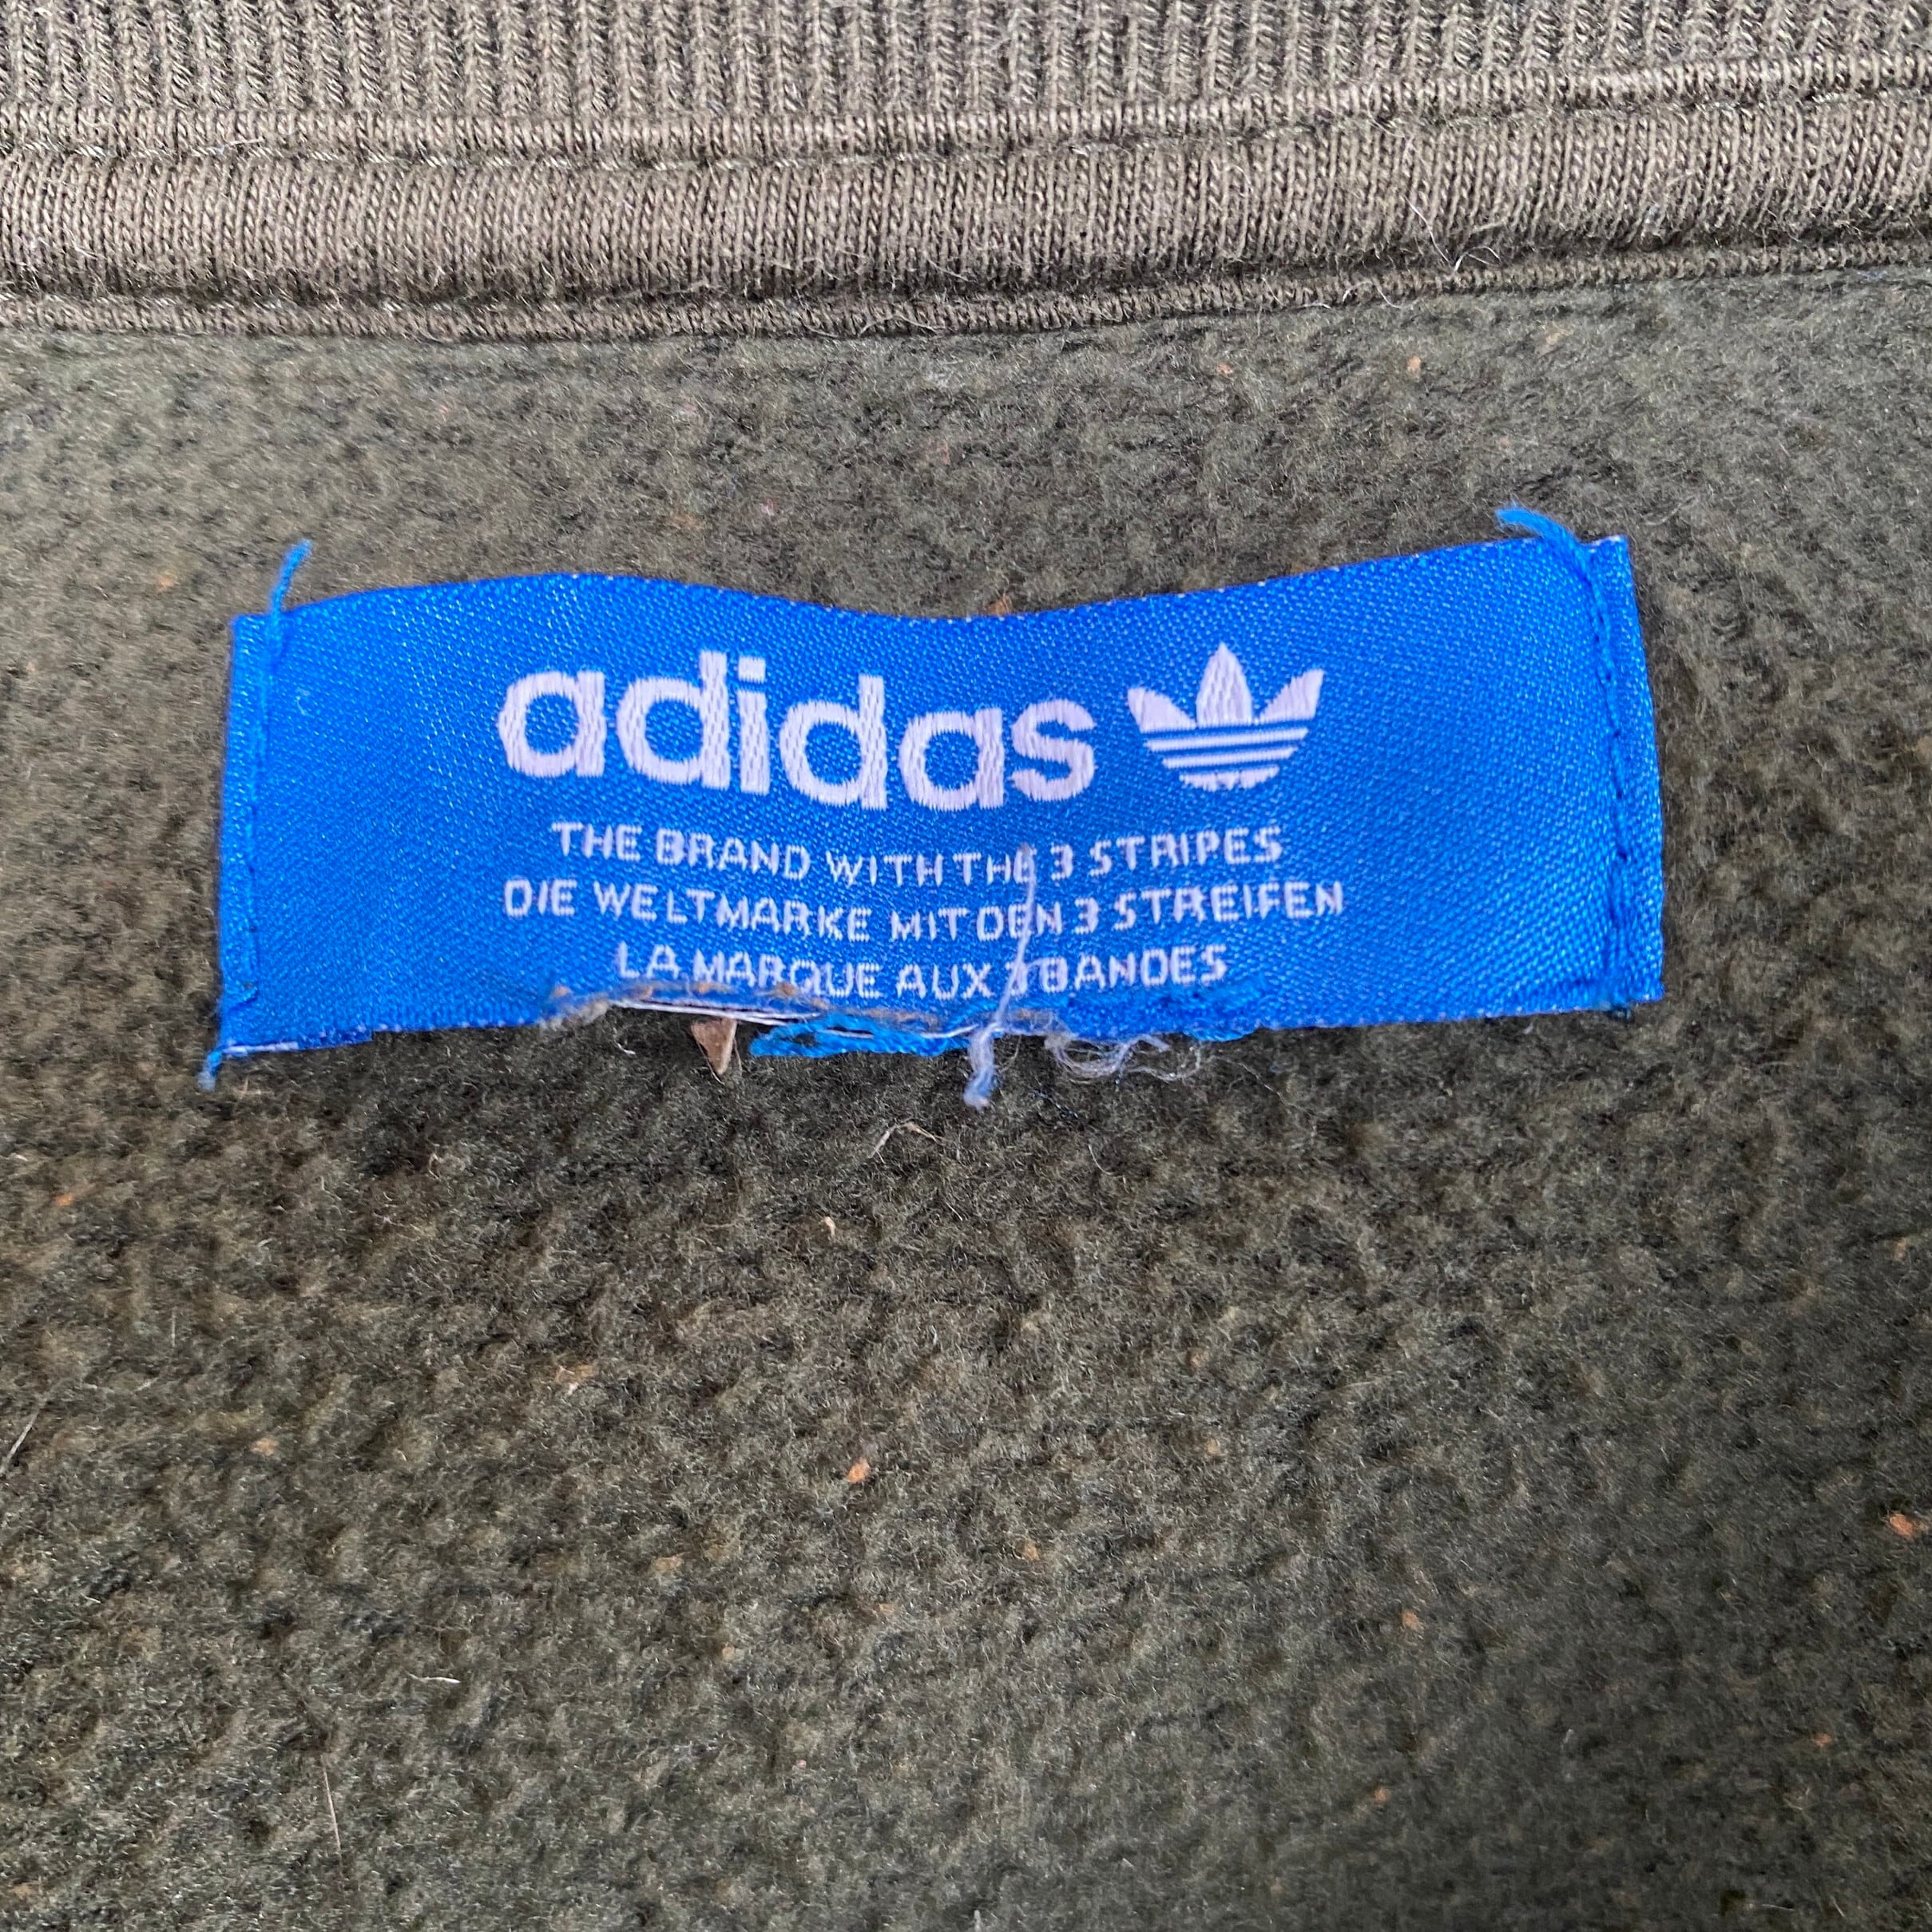 adidas
THE BRAND WITH THE 3 STRIPES
DIE WELTMARKE MIT DEN 3 STREIFEN
LA MARQUE AUX 3 BANDES